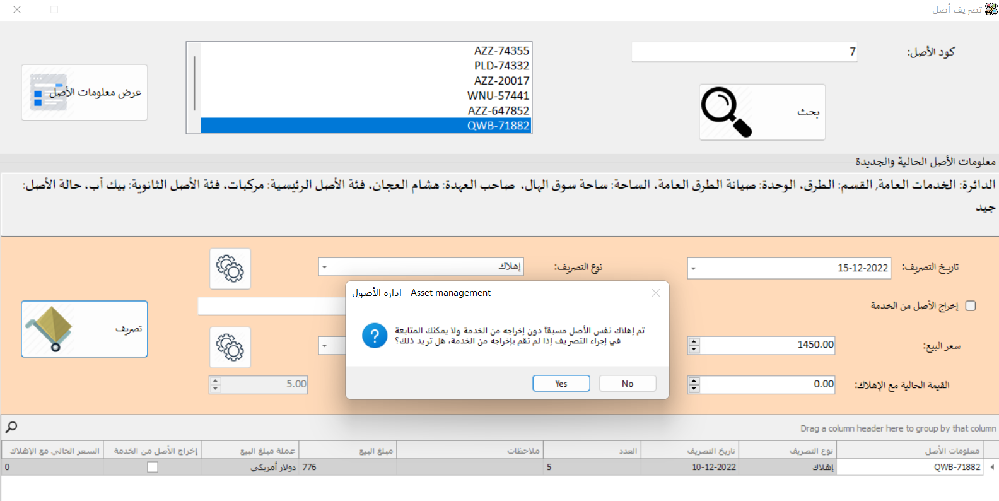 تصريف أصل
كود الأصل:
7
بحث
AZZ-74355
PLD-74332
AZZ-20017
WNU-57441
AZZ-647852
QWB-71882
عرض معلومات الأصل
معلومات الأصل الحالية والجديدة
الدائرة: الخدمات العامة, القسم: الطرق، الوحدة: صيانة الطرق العامة، الساحة: ساحة سوق الهال، صاحب العهدة: هشام العجان، فئة الأصل الرئيسية: مركبات، فئة الأصل الثانوية: بيك آب، حالة الأصل:
جيد
تاريخ التصريف:
15-12-2022
نوع التصريف:
إهلاك
إخراج الأصل من الخدمة
سعر البيع:
1450.00
القيمة الحالية مع الإهلاك:
0.00
5.00
تصريف
إدارة الأصول - Asset management
تم إهلاك نفس الأصل مسبقاً دون إخراجه من الخدمة ولا يمكنك المتابعة
في إجراء التصريف إذا لم تقم بإخراجه من الخدمة، هل تريد ذلك؟
Yes
No
Drag a column header here to group by that column
معلومات الأصل
نوع التصريف
تاريخ التصريف
العدد
ملاحظات
مبلغ البيع
عملة مبلغ البيع
إخراج الأصل من الخدمة
السعر الحالي مع الإهلاك
QWB-71882
إهلاك
10-12-2022
5
776
دولار أمريكي
0